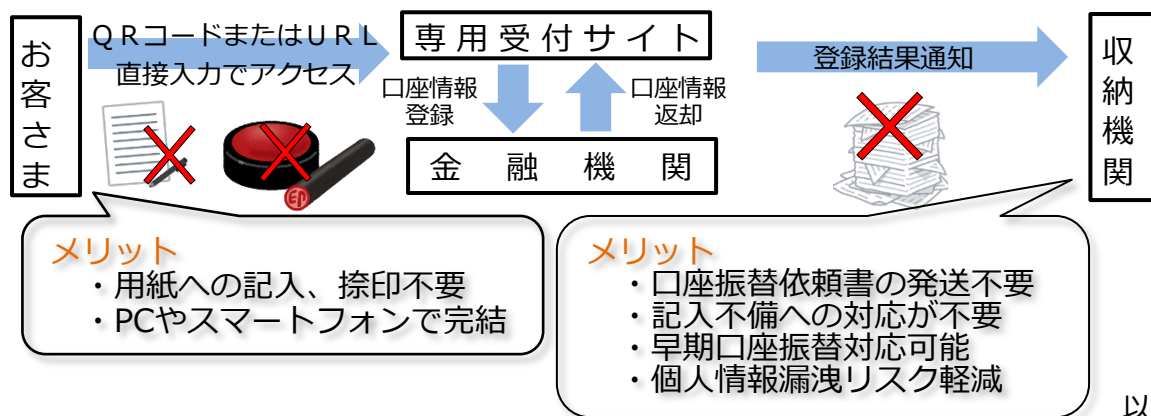 お客さま
ＱＲコードまたはＵＲＬ
直接入力でアクセス
専用受付サイト
口座情報
登録
口座情報
返却
金融機関
登録結果通知
収納機関
印
メリット
・用紙への記入、捺印不要
・PCやスマートフォンで完結
メリット
・口座振替依頼書の発送不要
・記入不備への対応が不要
・早期口座振替対応可能
・個人情報漏洩リスク軽減
以